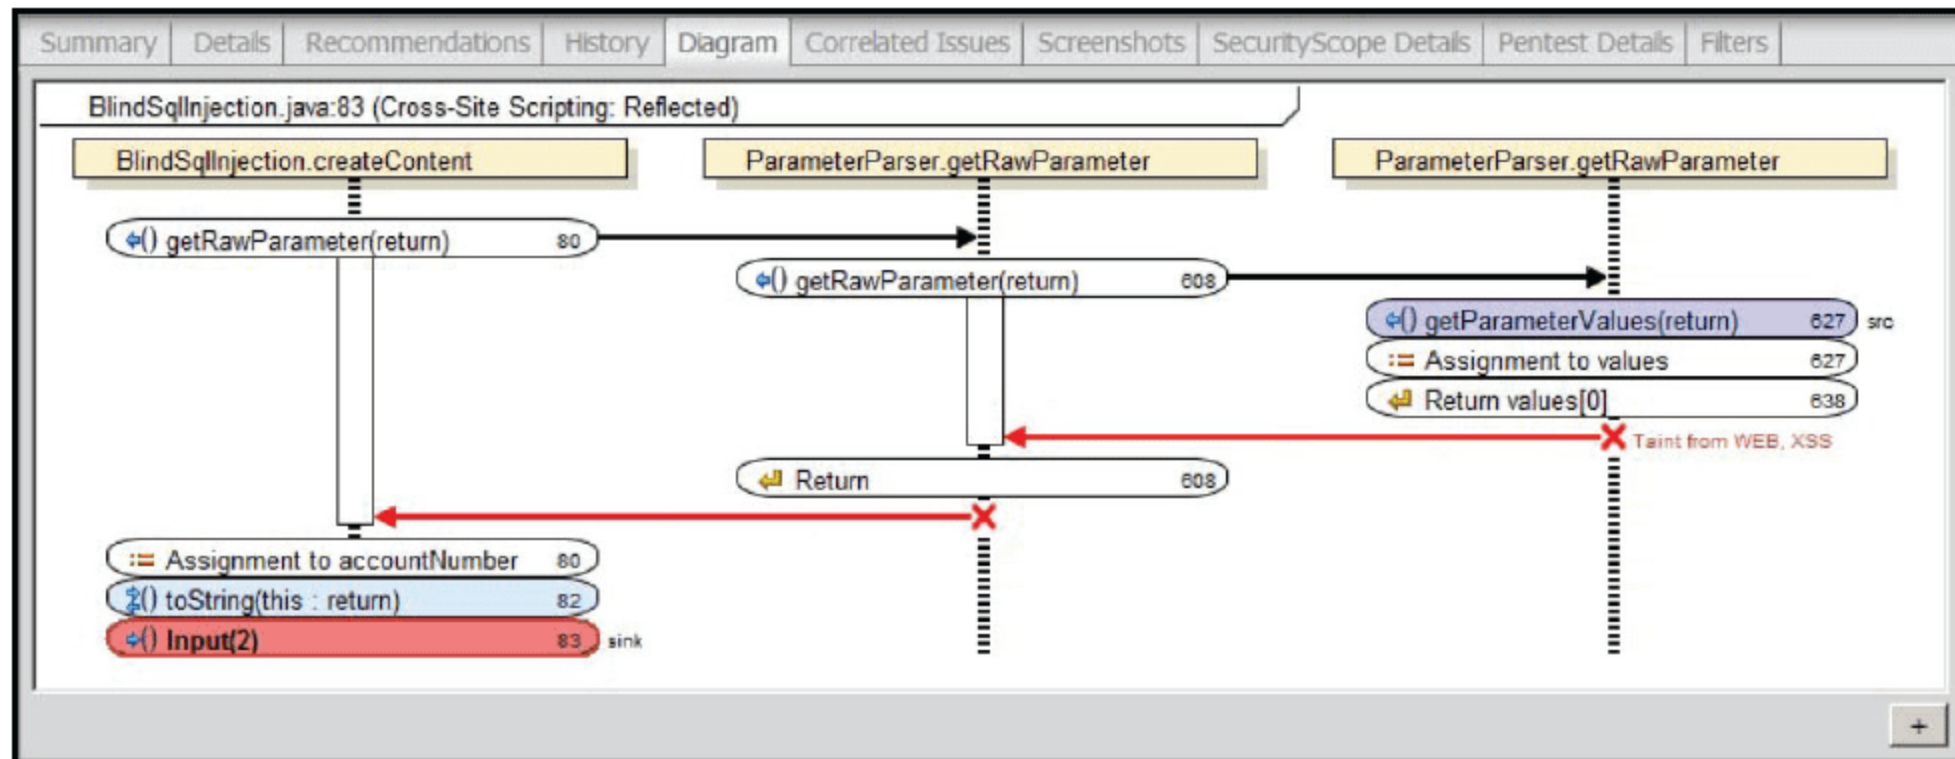 Summary Details Recommendations History Diagram Correlated Issues Screenshots SecurityScope Details Pentest Details Filters
BlindSqlInjection.java:83 (Cross-Site Scripting: Reflected)
BlindSqlInjection.createContent ParameterParser.getRawParameter ParameterParser.getRawParameter
() getRawParameter(return) 80
() getRawParameter(return) 608
() getParameterValues(return) 627 src
:= Assignment to values 627
Return values[0] 638
Taint from WEB, XSS
Return 608
:= Assignment to accountNumber 80
() toString(this : return) 82
() Input(2) 83 sink
+